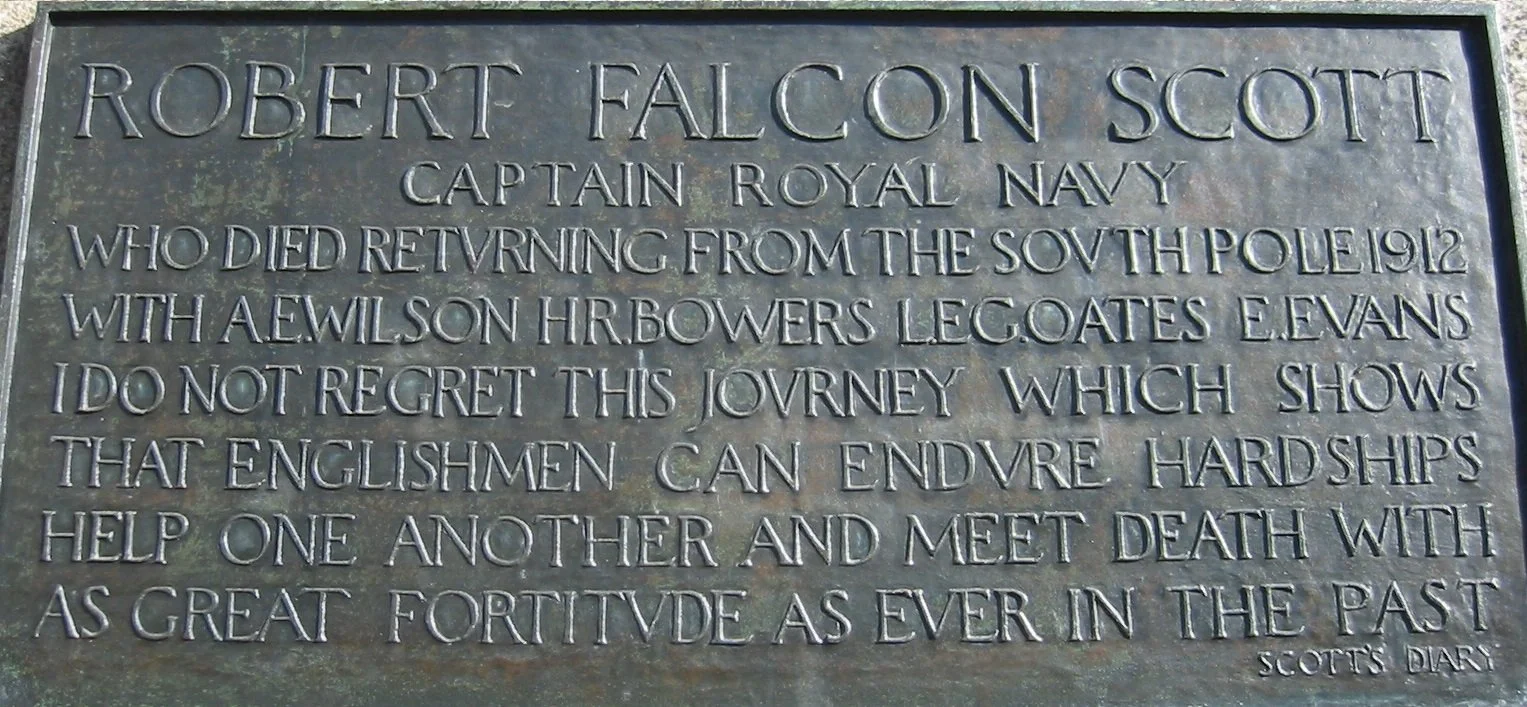 ROBERT FALCON SCOTT
CAPTAIN ROYAL NAVY
WHO DIED RETVRNING FROM THE SOVTH POLE 1912
WITH A.E.WILSON H.R.BOWERS L.E.G.OATES E.EVANS
I DO NOT REGRET THIS JOVRNEY WHICH SHOWS
THAT ENGLISHMEN CAN ENDVRE HARDSHIPS
HELP ONE ANOTHER AND MEET DEATH WITH
AS GREAT FORTITVDE AS EVER IN THE PAST
SCOTT'S DIARY